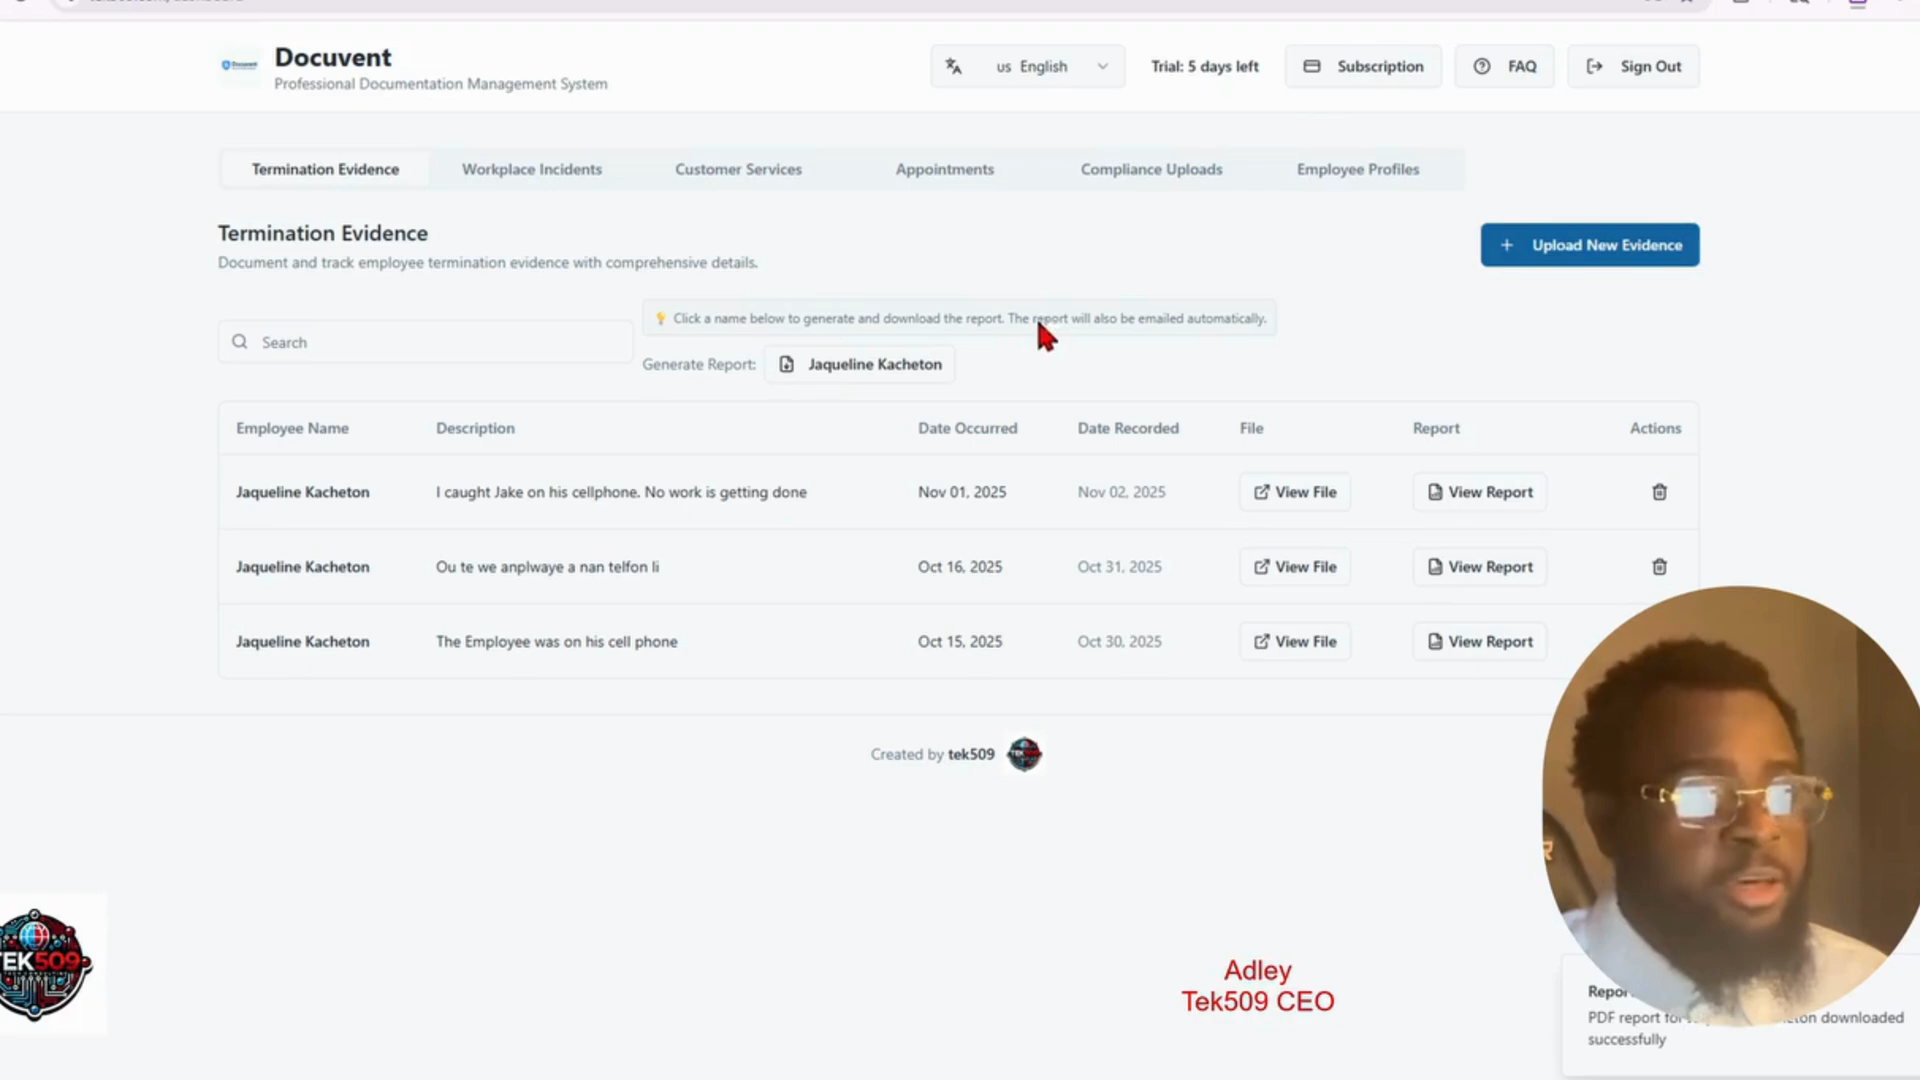 Docuvent
Professional Documentation Management System
us English
Trial: 5 days left
Subscription
FAQ
Sign Out
Termination Evidence
Workplace Incidents
Customer Services
Appointments
Compliance Uploads
Employee Profiles
Termination Evidence
Document and track employee termination evidence with comprehensive details.
+ Upload New Evidence
Search
Click a name below to generate and download the report. The report will also be emailed automatically.
Generate Report: Jaqueline Kacheton
Employee Name Description Date Occurred Date Recorded File Report Actions
Jaqueline Kacheton I caught Jake on his cellphone. No work is getting done Nov 01, 2025 Nov 02, 2025 View File View Report
Jaqueline Kacheton Ou te we anplwaye a nan telfon li Oct 16, 2025 Oct 31, 2025 View File View Report
Jaqueline Kacheton The Employee was on his cell phone Oct 15, 2025 Oct 30, 2025 View File View Report
Created by tek509
TEK509
Adley
Tek509 CEO
PDF report downloaded
successfully